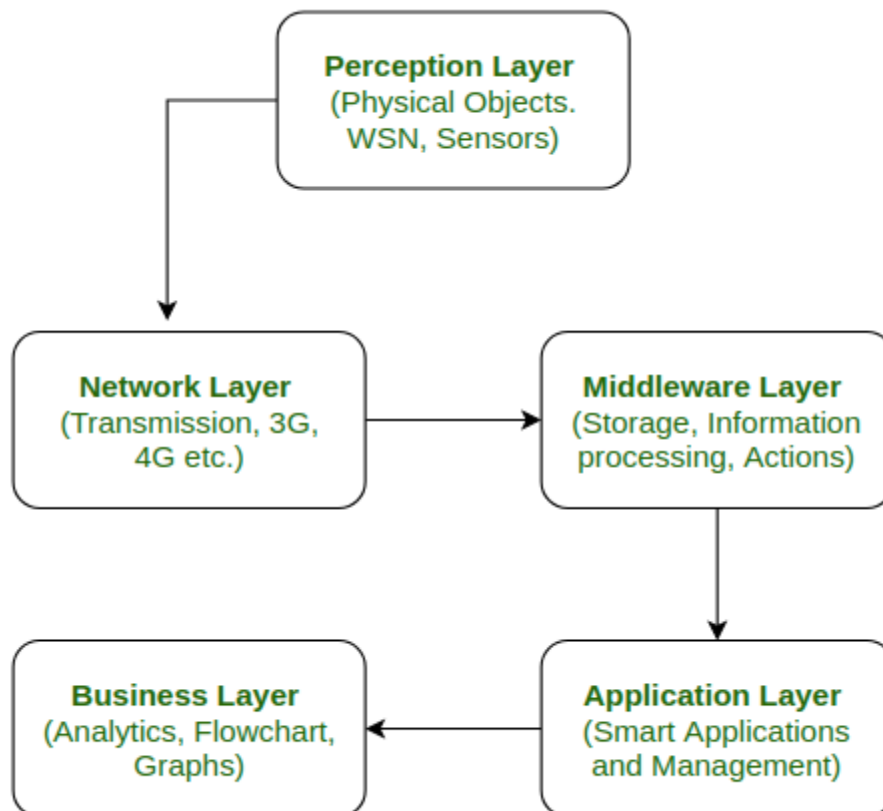 Perception Layer
(Physical Objects.
WSN, Sensors)
Network Layer
(Transmission, 3G,
4G etc.)
Middleware Layer
(Storage, Information
processing, Actions)
Business Layer
(Analytics, Flowchart,
Graphs)
Application Layer
(Smart Applications
and Management)